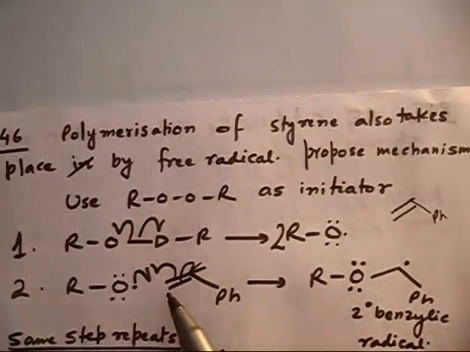 46 Polymerisation of styrene also takes
place by free radical. propose mechanism
Use R-O-O-R as initiator
Ph
1. R-O-O-R → 2R-Ö·
2. R-Ö· Ph → R-Ö Ph
2° benzylic
radical.
Same step repeats